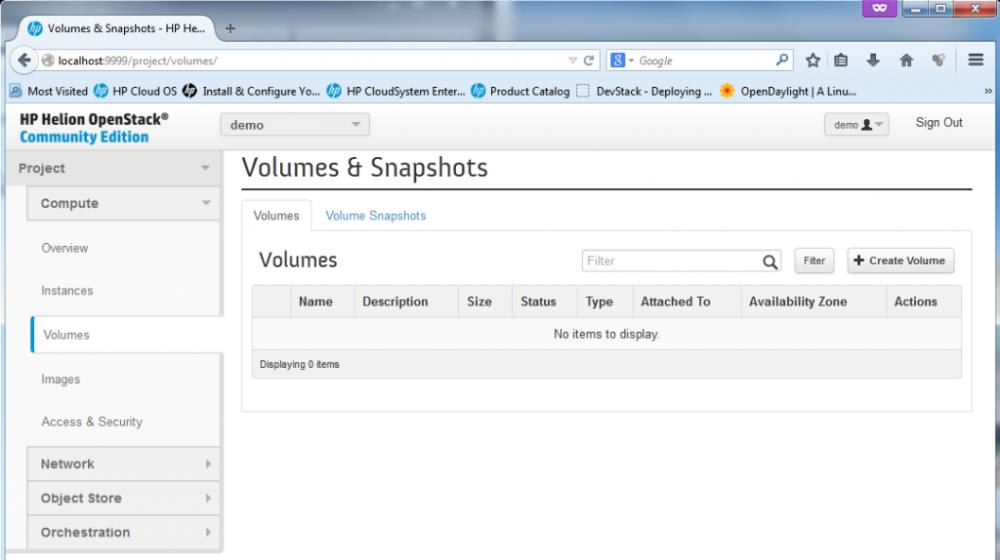 Volumes & Snapshots - HP He...
localhost:9999/project/volumes/
Google
Most Visited HP Cloud OS Install & Configure Yo... HP CloudSystem Enter... Product Catalog DevStack - Deploying ... OpenDaylight | A Linu... »
HP Helion OpenStack®
Community Edition
demo
demo
Sign Out
Project
Compute
Overview
Instances
Volumes
Images
Access & Security
Network
Object Store
Orchestration
Volumes & Snapshots
Volumes Volume Snapshots
Volumes
Filter
Filter
+ Create Volume
Name Description Size Status Type Attached To Availability Zone Actions
No items to display.
Displaying 0 items